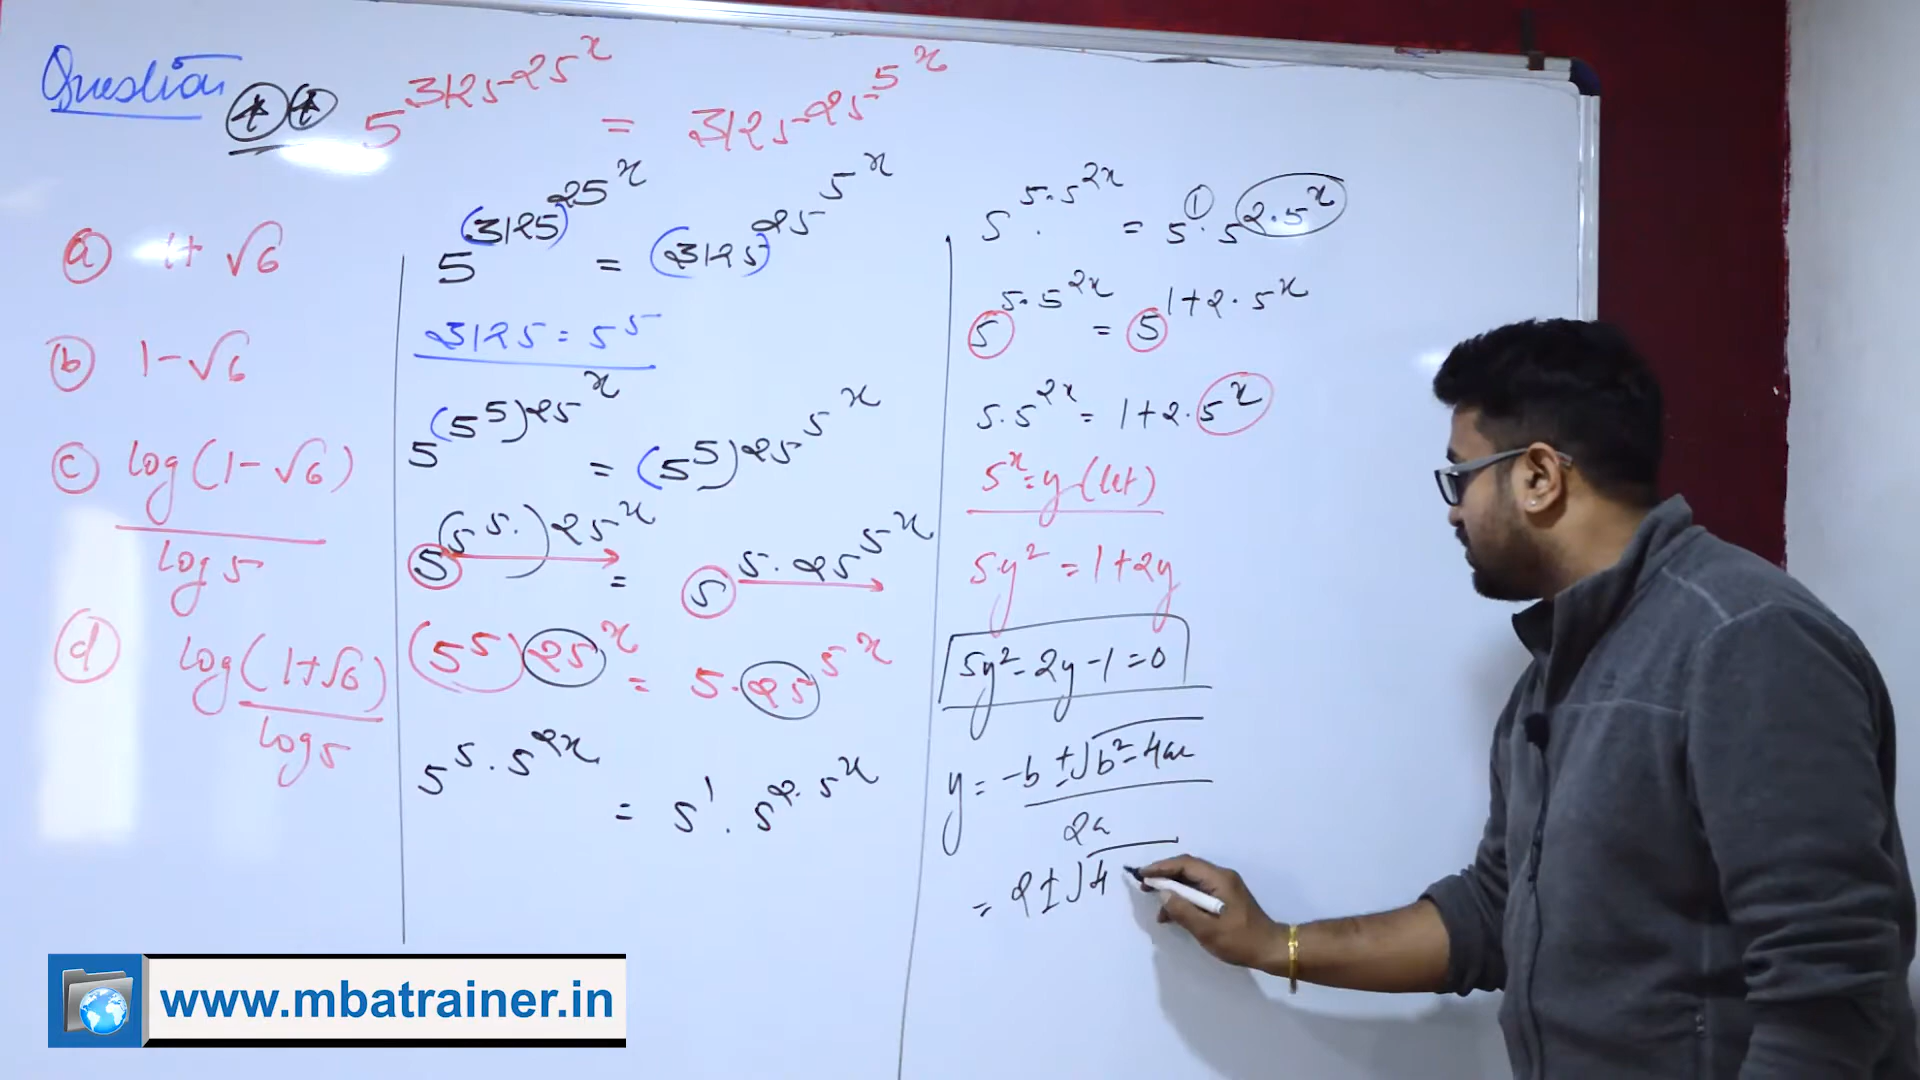 Question ** 5^3125^25^x = 3125^25^5^x
a 1+√6
b 1-√6
c log(1-√6)
log5
d log(1+√6)
log5
5^(3125)^25^x = (3125)^25^5^x
3125 = 5^5
5^(5^5)^25^x = (5^5)^25^5^x
5^(5^5.)^25^x = 5^5.25^5^x
(5^5)^25^x = 5.25^5^x
5^5.5^2x = 5^1.5^2.5^x
5^5.5^2x = 5^1.5^2.5^x
5^5.5^2x = 5^1+2.5^x
5.5^2x = 1+2.5^x
5^x=y (let)
5y² = 1+2y
5y²-2y-1=0
y = -b±√b²-4ac
2a
= 2±√4
www.mbatrainer.in